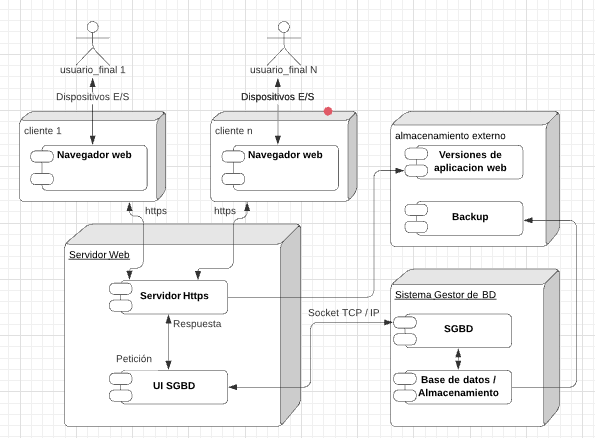 usuario_final 1
usuario_final N
Dispositivos E/S
Dispositivos E/S
cliente 1
Navegador web
cliente n
Navegador web
almacenamiento externo
Versiones de
aplicacion web
Backup
https
https
Servidor Web
Servidor Https
Respuesta
Petición
UI SGBD
Socket TCP / IP
Sistema Gestor de BD
SGBD
Base de datos /
Almacenamiento